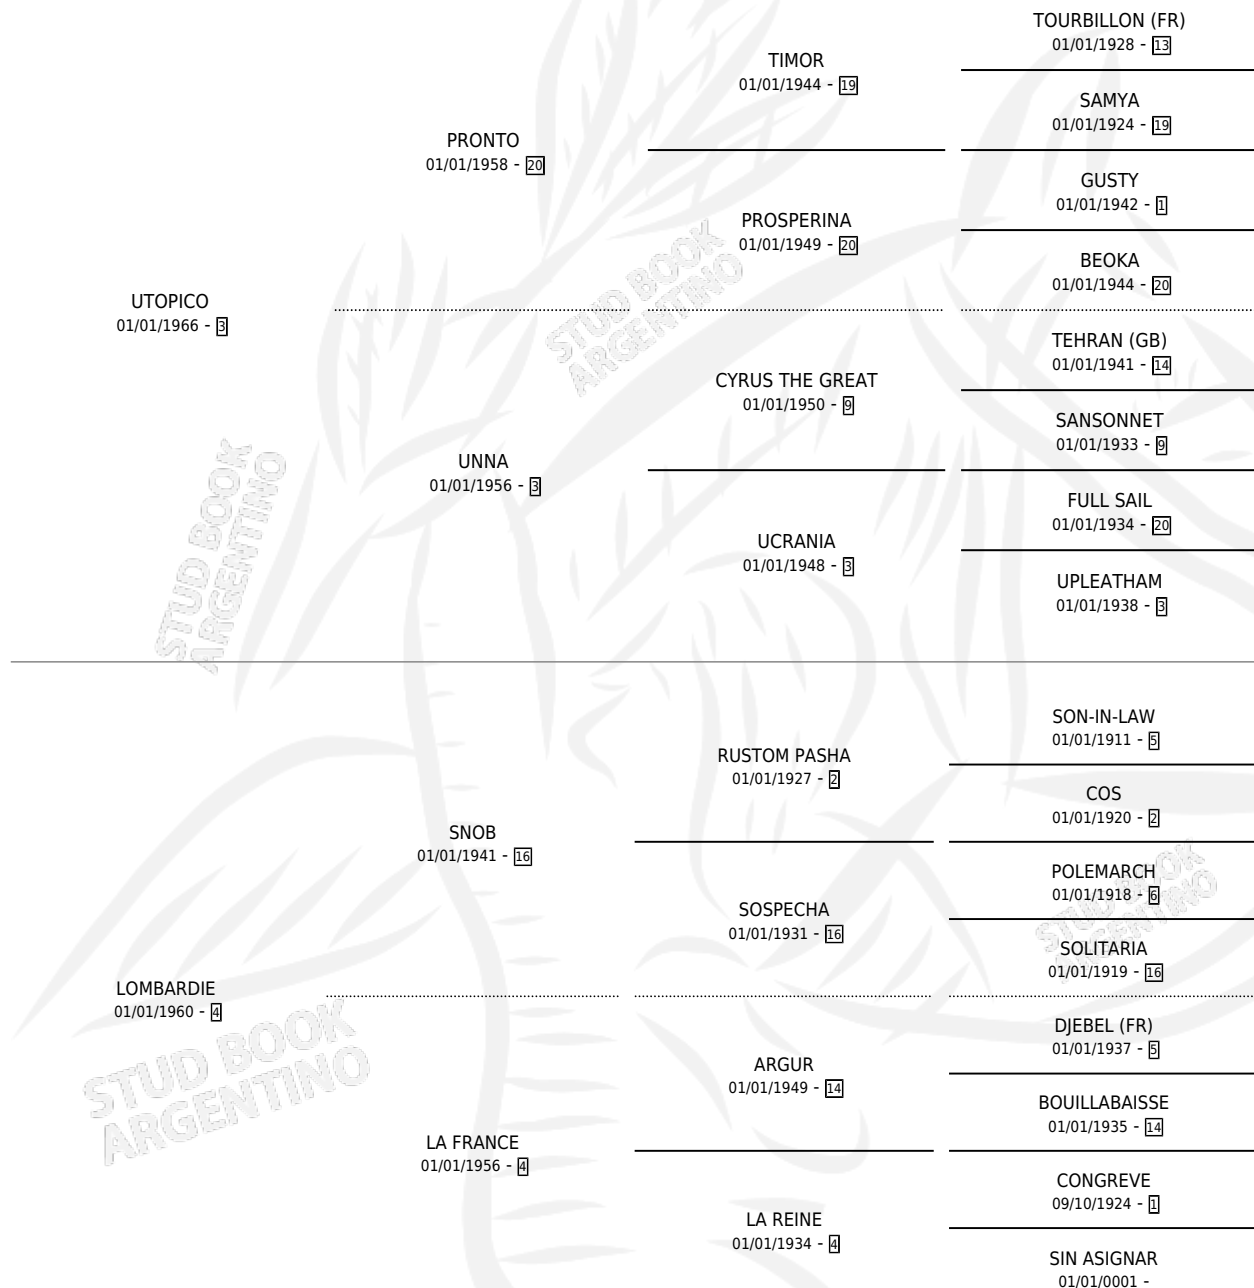 TOURBILLON (FR)
01/01/1928 - 13
TIMOR
01/01/1944 - 19
SAMYA
01/01/1924 - 19
PRONTO
01/01/1958 - 20
GUSTY
01/01/1942 - 1
PROSPERINA
01/01/1949 - 20
BEOKA
01/01/1944 - 20
UTOPICO
01/01/1966 - 3
TEHRAN (GB)
01/01/1941 - 14
CYRUS THE GREAT
01/01/1950 - 9
SANSONNET
01/01/1933 - 9
UNNA
01/01/1956 - 3
FULL SAIL
01/01/1934 - 20
UCRANIA
01/01/1948 - 3
UPLEATHAM
01/01/1938 - 3
SON-IN-LAW
01/01/1911 - 5
RUSTOM PASHA
01/01/1927 - 2
COS
01/01/1920 - 2
SNOB
01/01/1941 - 16
POLEMARCH
01/01/1918 - 6
SOSPECHA
01/01/1931 - 16
SOLITARIA
01/01/1919 - 16
LOMBARDIE
01/01/1960 - 4
DJEBEL (FR)
01/01/1937 - 5
ARGUR
01/01/1949 - 14
BOUILLABAISSE
01/01/1935 - 14
LA FRANCE
01/01/1956 - 4
CONGREVE
09/10/1924 - 1
LA REINE
01/01/1934 - 4
SIN ASIGNAR
01/01/0001 -
STUD BOOK
ARGENTINO
STUD BOOK
ARGENTINO
STUD BOOK
ARGENTINO
STUD BOOK
ARGENTINO